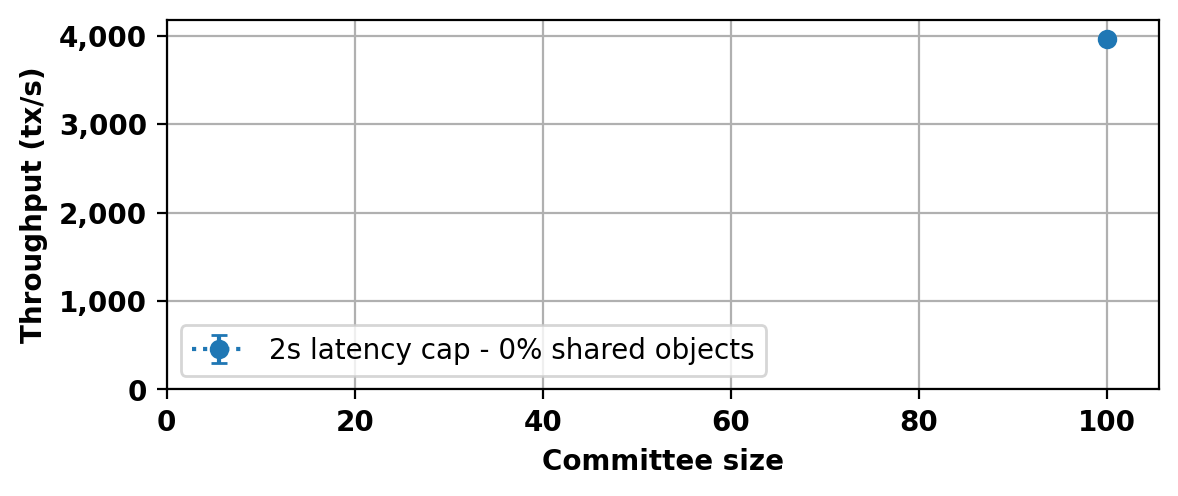 Throughput (tx/s)
4,000
3,000
2,000
1,000
0
2s latency cap - 0% shared objects
0 20 40 60 80 100
Committee size